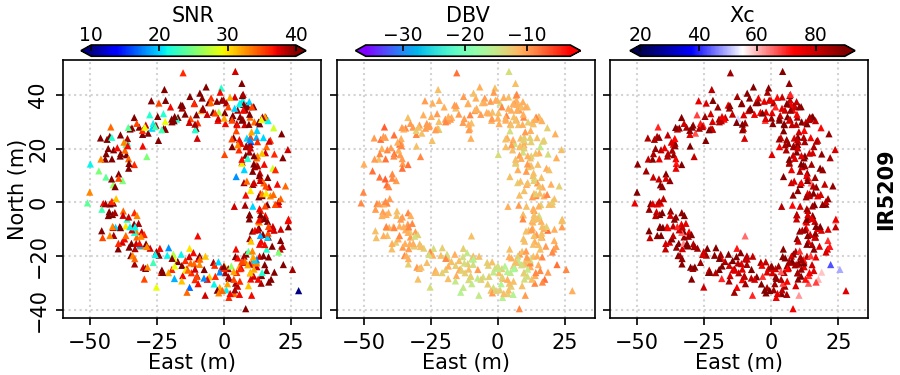 SNR DBV Xc
10 20 30 40 −30 −20 −10 20 40 60 80
40
20
0
−20
−40
North (m)
IR5209
−50 −25 0 25 −50 −25 0 25 −50 −25 0 25
East (m) East (m) East (m)